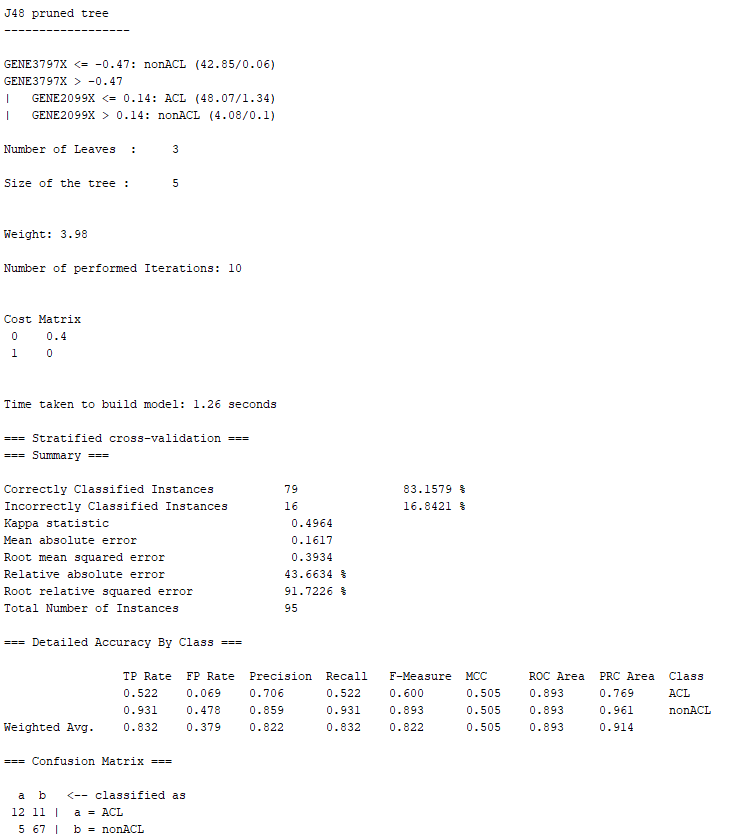 J48 pruned tree
------------------
GENE3797X <= -0.47: nonACL (42.85/0.06)
GENE3797X > -0.47
|   GENE2099X <= 0.14: ACL (48.07/1.34)
|   GENE2099X > 0.14: nonACL (4.08/0.1)
Number of Leaves  :     3
Size of the tree :      5
Weight: 3.98
Number of performed Iterations: 10
Cost Matrix
 0    0.4
 1    0
Time taken to build model: 1.26 seconds
=== Stratified cross-validation ===
=== Summary ===
Correctly Classified Instances          79               83.1579 %
Incorrectly Classified Instances        16               16.8421 %
Kappa statistic                          0.4964
Mean absolute error                      0.1617
Root mean squared error                  0.3934
Relative absolute error                 43.6634 %
Root relative squared error             91.7226 %
Total Number of Instances               95
=== Detailed Accuracy By Class ===
                 TP Rate  FP Rate  Precision  Recall   F-Measure  MCC      ROC Area  PRC Area  Class
                 0.522    0.069    0.706      0.522    0.600      0.505    0.893     0.769     ACL
                 0.931    0.478    0.859      0.931    0.893      0.505    0.893     0.961     nonACL
Weighted Avg.    0.832    0.379    0.822      0.832    0.822      0.505    0.893     0.914
=== Confusion Matrix ===
  a  b   <-- classified as
 12 11 |  a = ACL
  5 67 |  b = nonACL